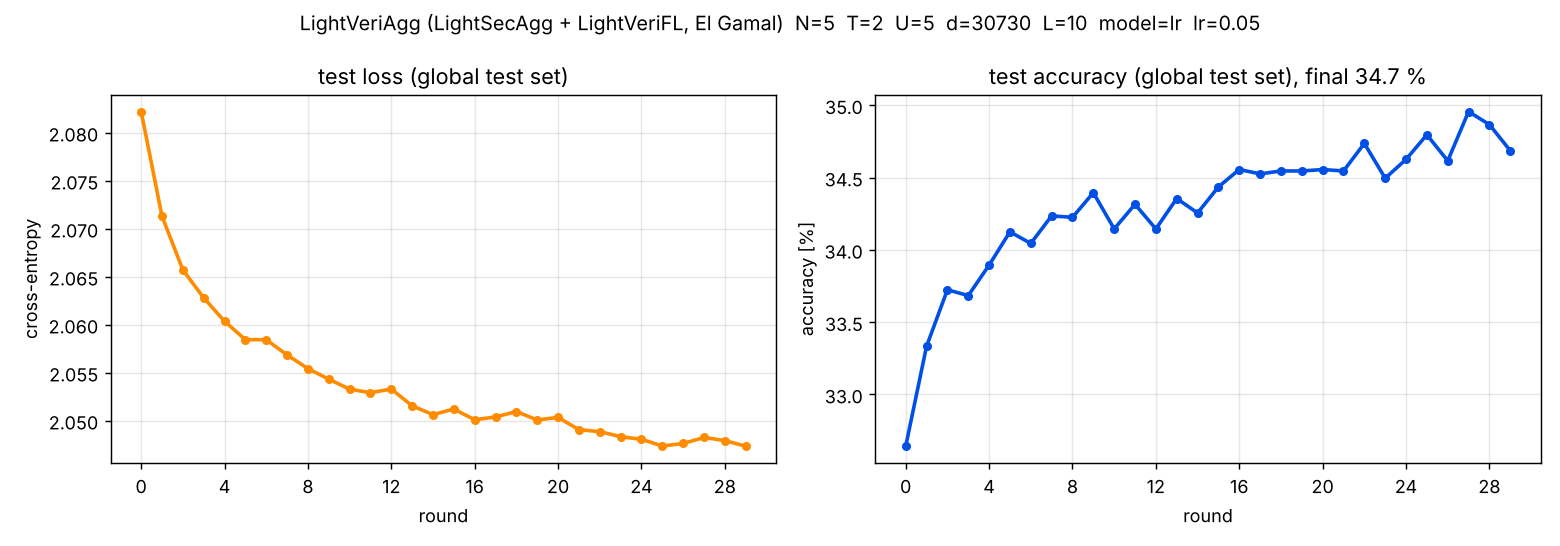 LightVeriAgg (LightSecAgg + LightVeriFL, El Gamal)  N=5  T=2  U=5  d=30730  L=10  model=lr  lr=0.05
test loss (global test set)
cross-entropy
2.080
2.075
2.070
2.065
2.060
2.055
2.050
0 4 8 12 16 20 24 28
round
test accuracy (global test set), final 34.7 %
accuracy [%]
35.0
34.5
34.0
33.5
33.0
0 4 8 12 16 20 24 28
round